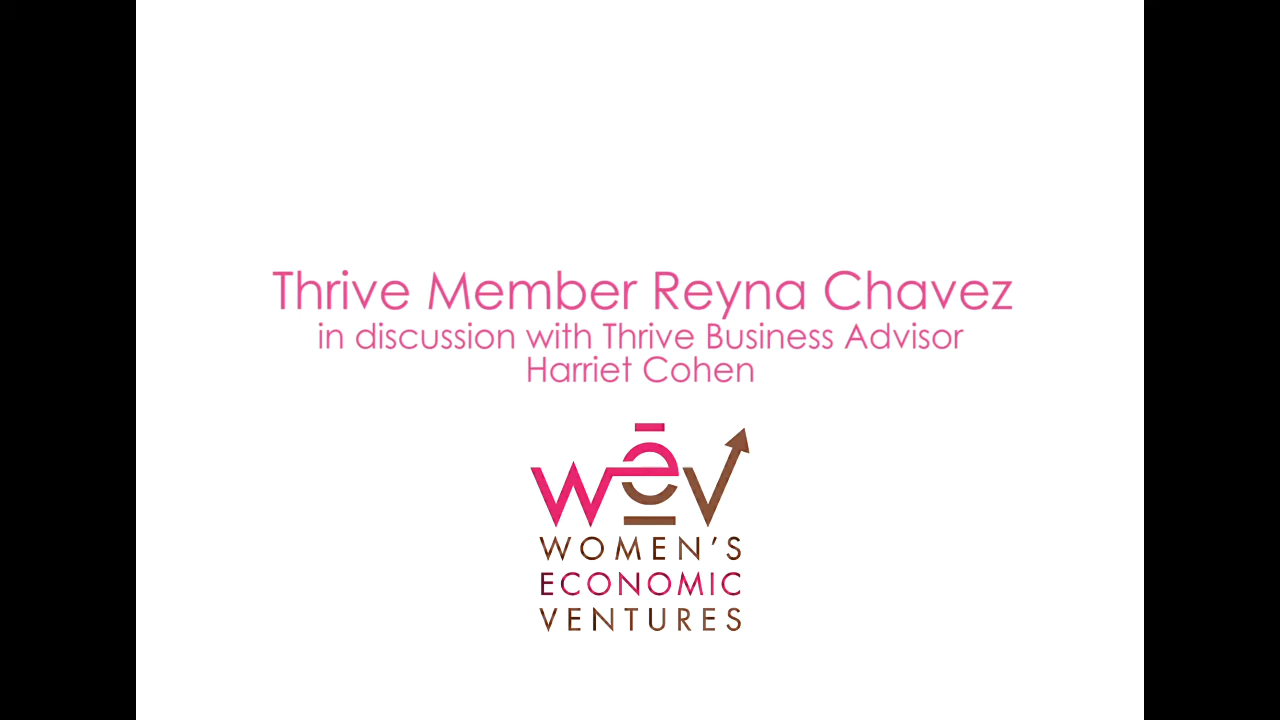 Thrive Member Reyna Chavez
in discussion with Thrive Business Advisor
Harriet Cohen
wēv
WOMEN'S
ECONOMIC
VENTURES